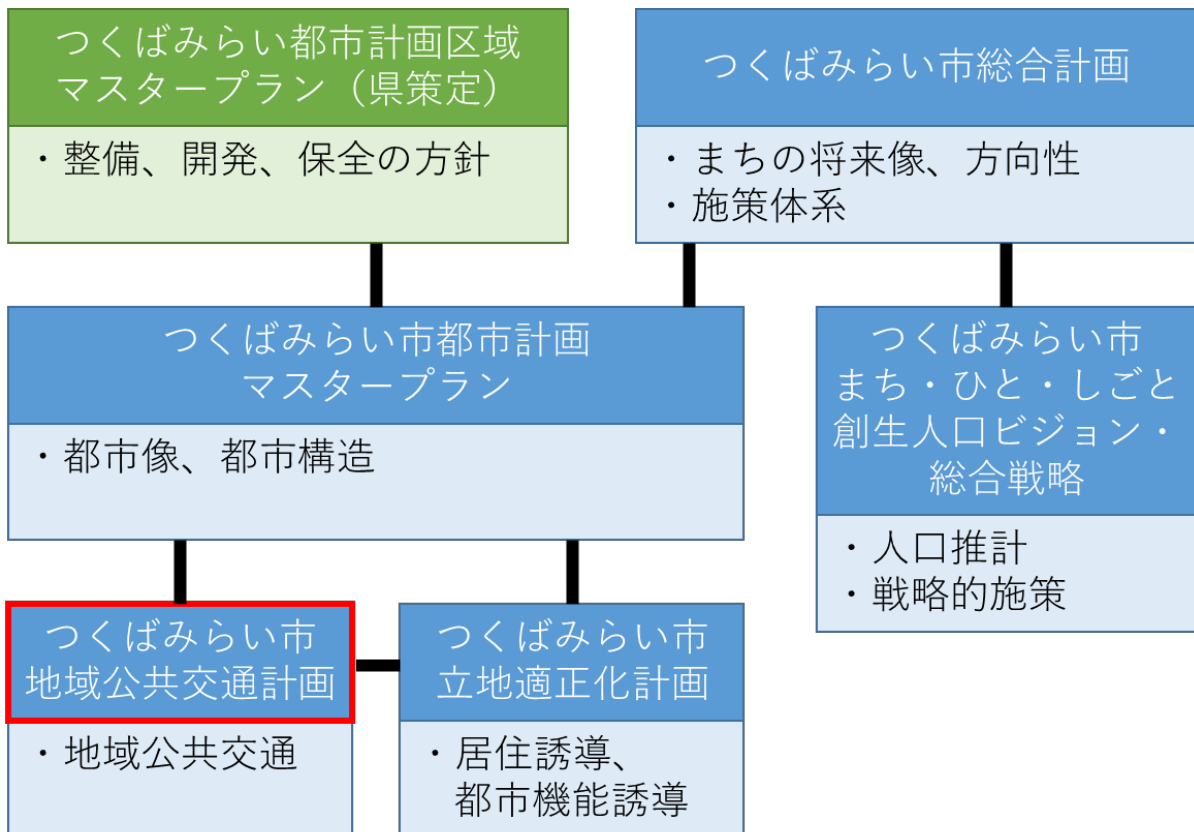 つくばみらい都市計画区域
マスタープラン（県策定）
・整備、開発、保全の方針
つくばみらい市総合計画
・まちの将来像、方向性
・施策体系
つくばみらい市都市計画
マスタープラン
・都市像、都市構造
つくばみらい市
まち・ひと・しごと
創生人口ビジョン・
総合戦略
・人口推計
・戦略的施策
つくばみらい市
地域公共交通計画
・地域公共交通
つくばみらい市
立地適正化計画
・居住誘導、
都市機能誘導